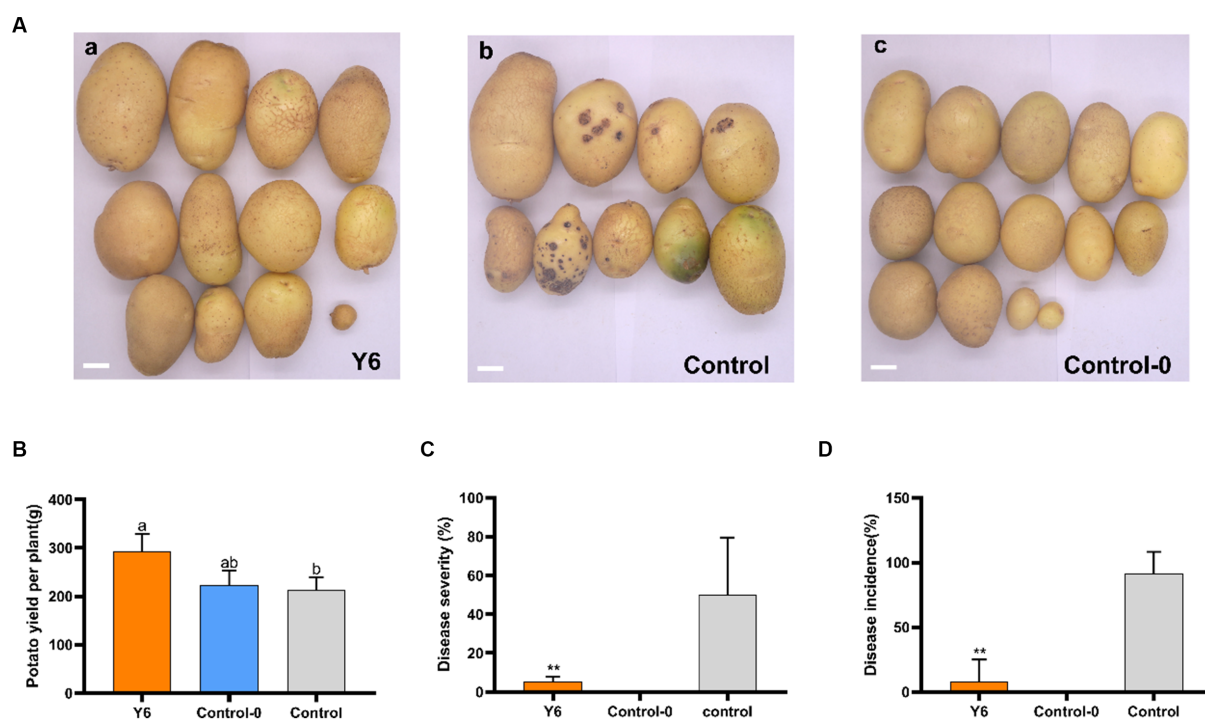 A
a
b
c
Y6
Control
Control-0
B
C
D
Potato yield per plant(g)
400
300
200
100
0
a
ab
b
Y6
Control-0
Control
Disease severity (%)
100
80
60
40
20
0
**
Y6
Control-0
control
Disease incidence(%)
150
100
50
0
**
Y6
Control-0
Control